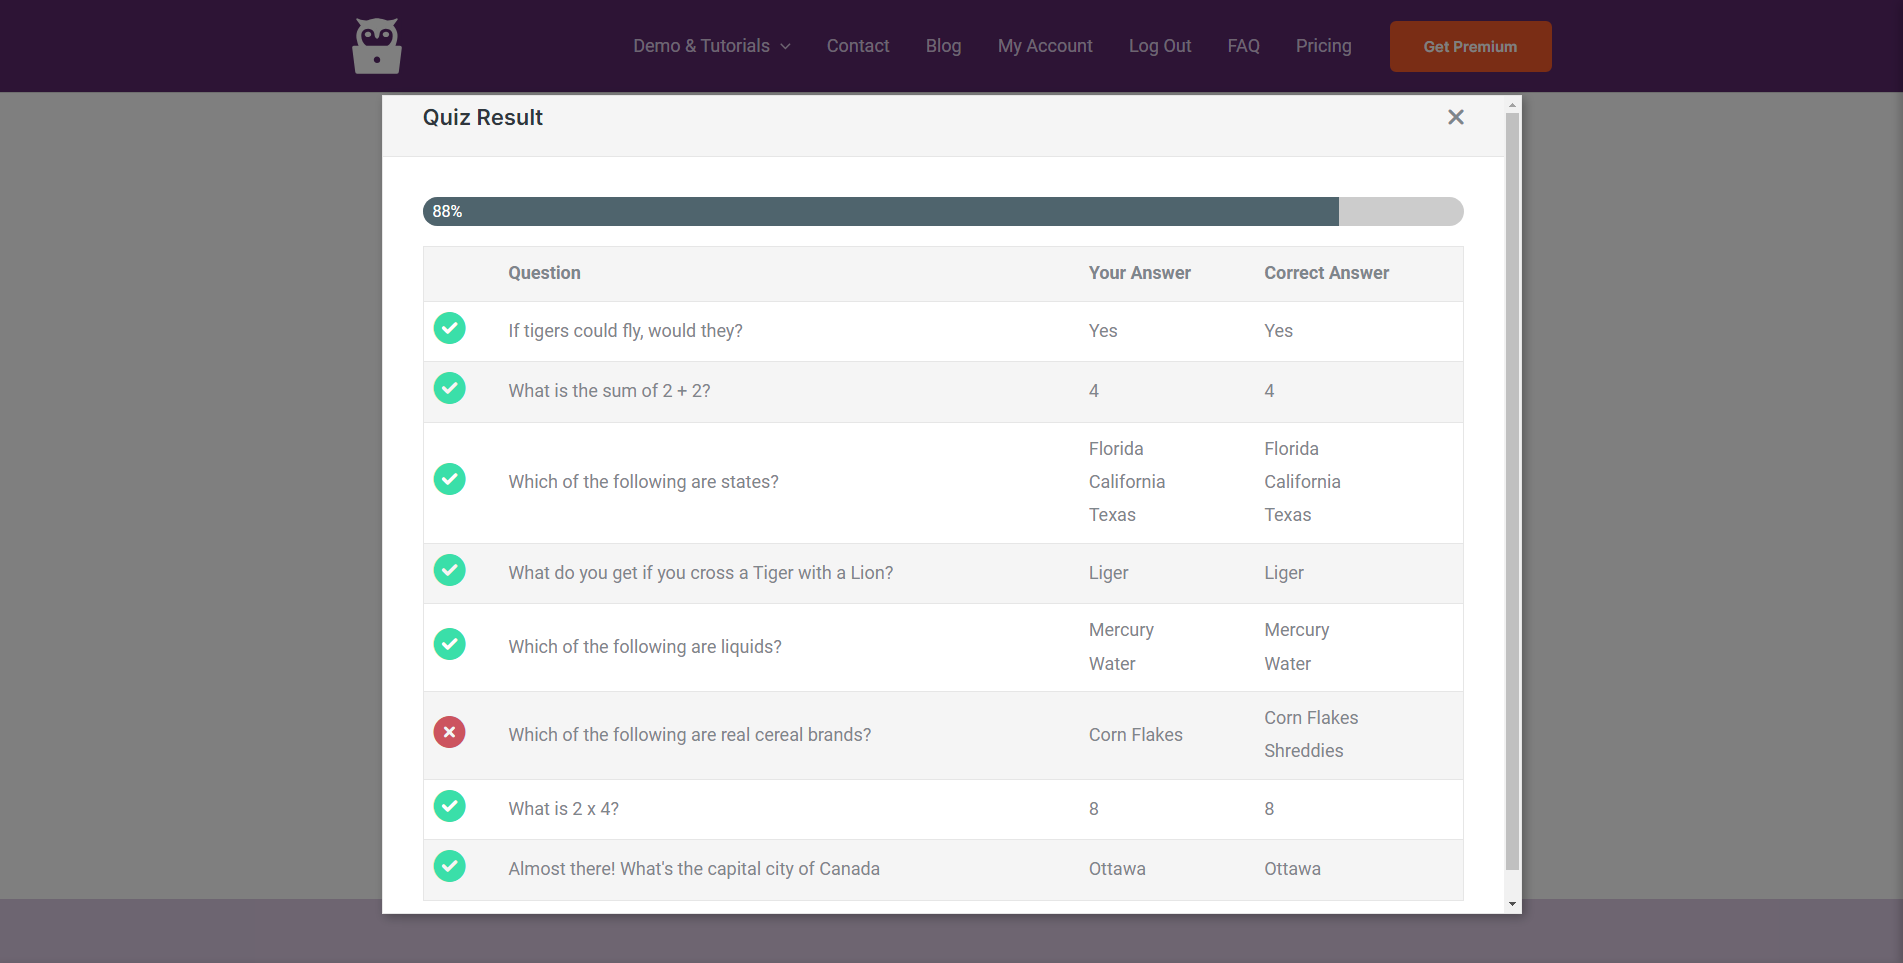 Demo & Tutorials Contact Blog My Account Log Out FAQ Pricing Get Premium
Quiz Result
88%
Question Your Answer Correct Answer
If tigers could fly, would they? Yes Yes
What is the sum of 2 + 2? 4 4
Florida Florida
Which of the following are states? California California
Texas Texas
What do you get if you cross a Tiger with a Lion? Liger Liger
Mercury Mercury
Which of the following are liquids?
Water Water
Corn Flakes
Which of the following are real cereal brands? Corn Flakes
Shreddies
What is 2 x 4? 8 8
Almost there! What's the capital city of Canada Ottawa Ottawa